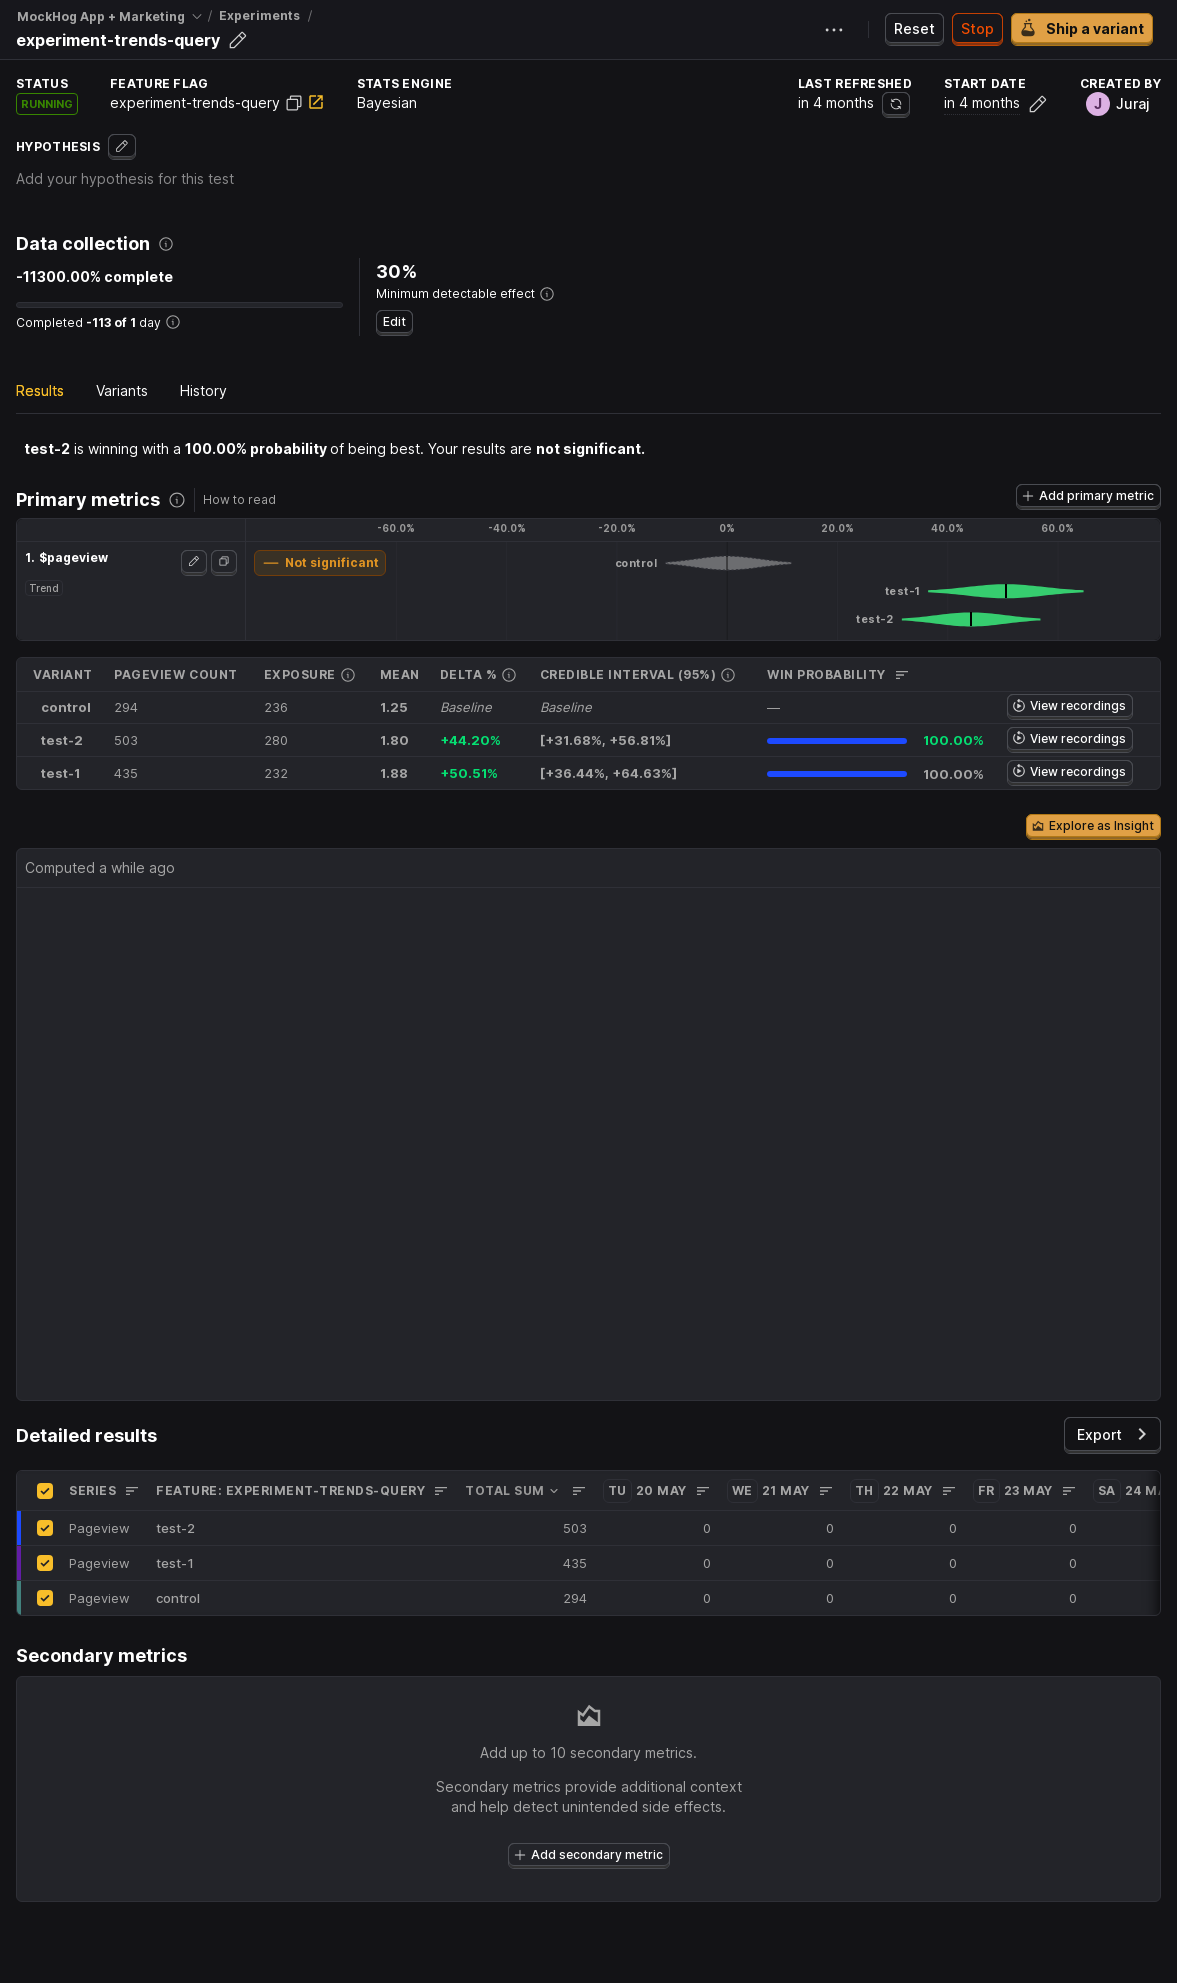 MockHog App + Marketing / Experiments /
experiment-trends-query
Reset
Stop
Ship a variant
STATUS
RUNNING
FEATURE FLAG
experiment-trends-query
STATS ENGINE
Bayesian
LAST REFRESHED
in 4 months
START DATE
in 4 months
CREATED BY
J Juraj
HYPOTHESIS
Add your hypothesis for this test
Data collection
-11300.00% complete
Completed -113 of 1 day
30%
Minimum detectable effect
Edit
Results Variants History
test-2 is winning with a 100.00% probability of being best. Your results are not significant.
Primary metrics How to read
Add primary metric
-60.0% -40.0% -20.0% 0% 20.0% 40.0% 60.0%
1. $pageview
Trend
Not significant
control
test-1
test-2
VARIANT PAGEVIEW COUNT EXPOSURE MEAN DELTA % CREDIBLE INTERVAL (95%) WIN PROBABILITY
control 294 236 1.25 Baseline Baseline — View recordings
test-2 503 280 1.80 +44.20% [+31.68%, +56.81%] 100.00% View recordings
test-1 435 232 1.88 +50.51% [+36.44%, +64.63%] 100.00% View recordings
Explore as Insight
Computed a while ago
Detailed results
Export
SERIES FEATURE: EXPERIMENT-TRENDS-QUERY TOTAL SUM TU 20 MAY WE 21 MAY TH 22 MAY FR 23 MAY SA 24
Pageview test-2 503 0 0 0 0
Pageview test-1 435 0 0 0 0
Pageview control 294 0 0 0 0
Secondary metrics
Add up to 10 secondary metrics.
Secondary metrics provide additional context
and help detect unintended side effects.
Add secondary metric